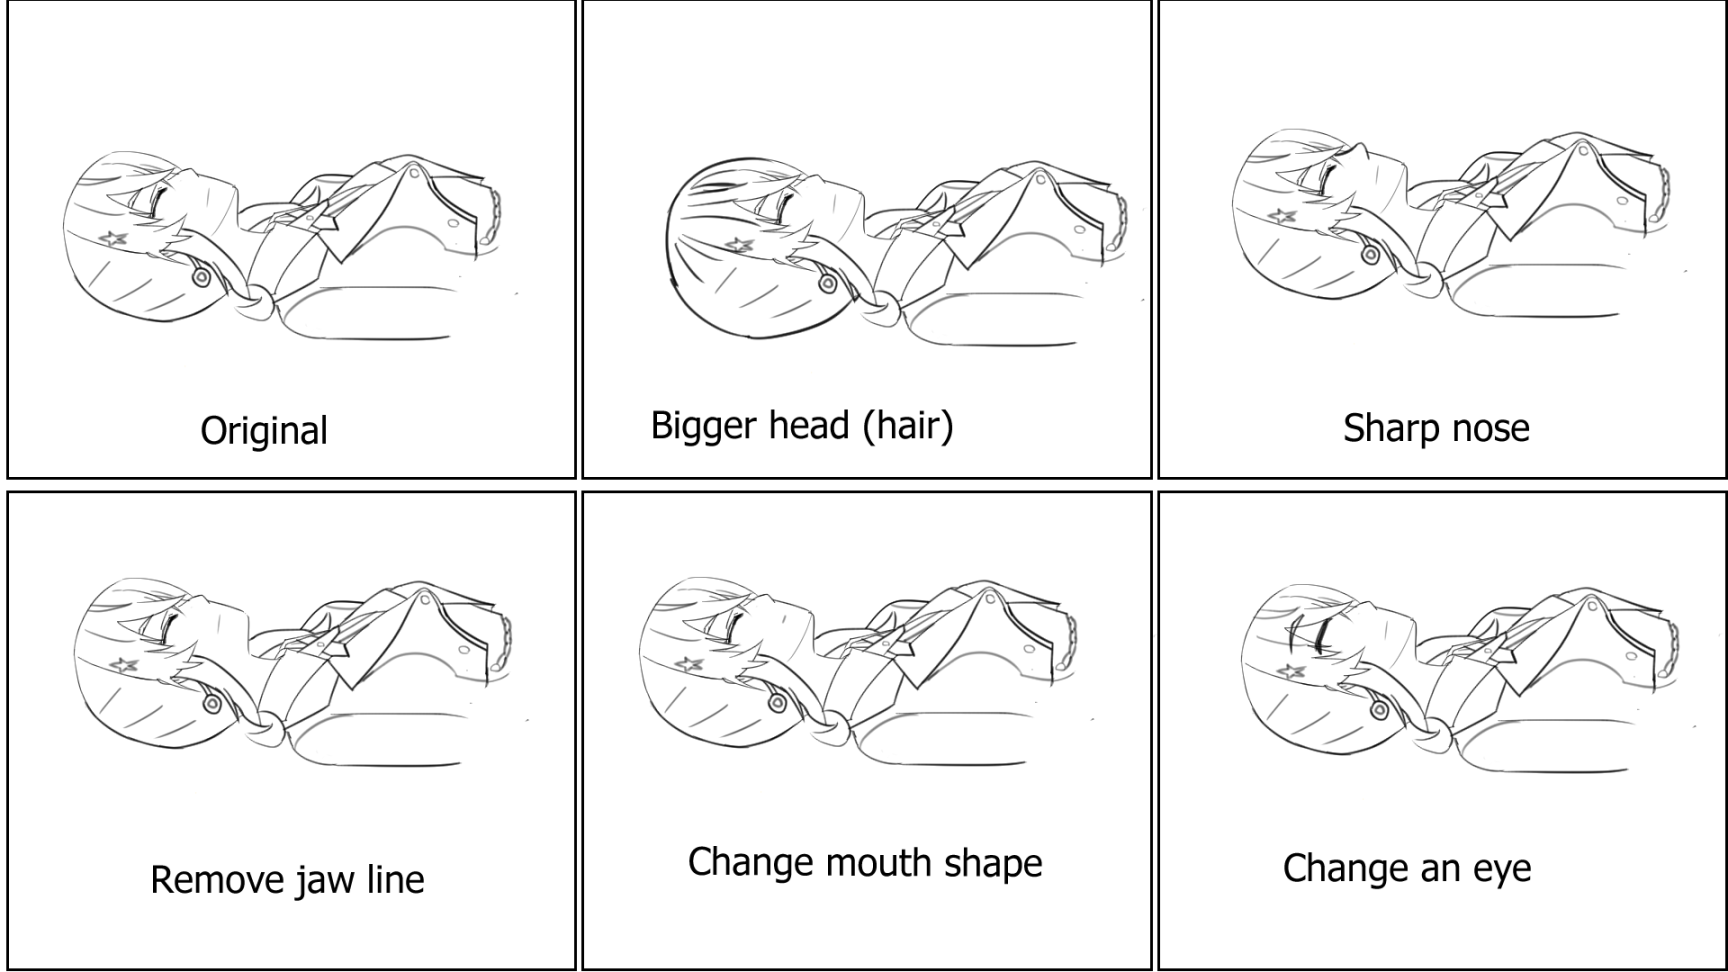 Original
Bigger head (hair)
Sharp nose
Remove jaw line
Change mouth shape
Change an eye